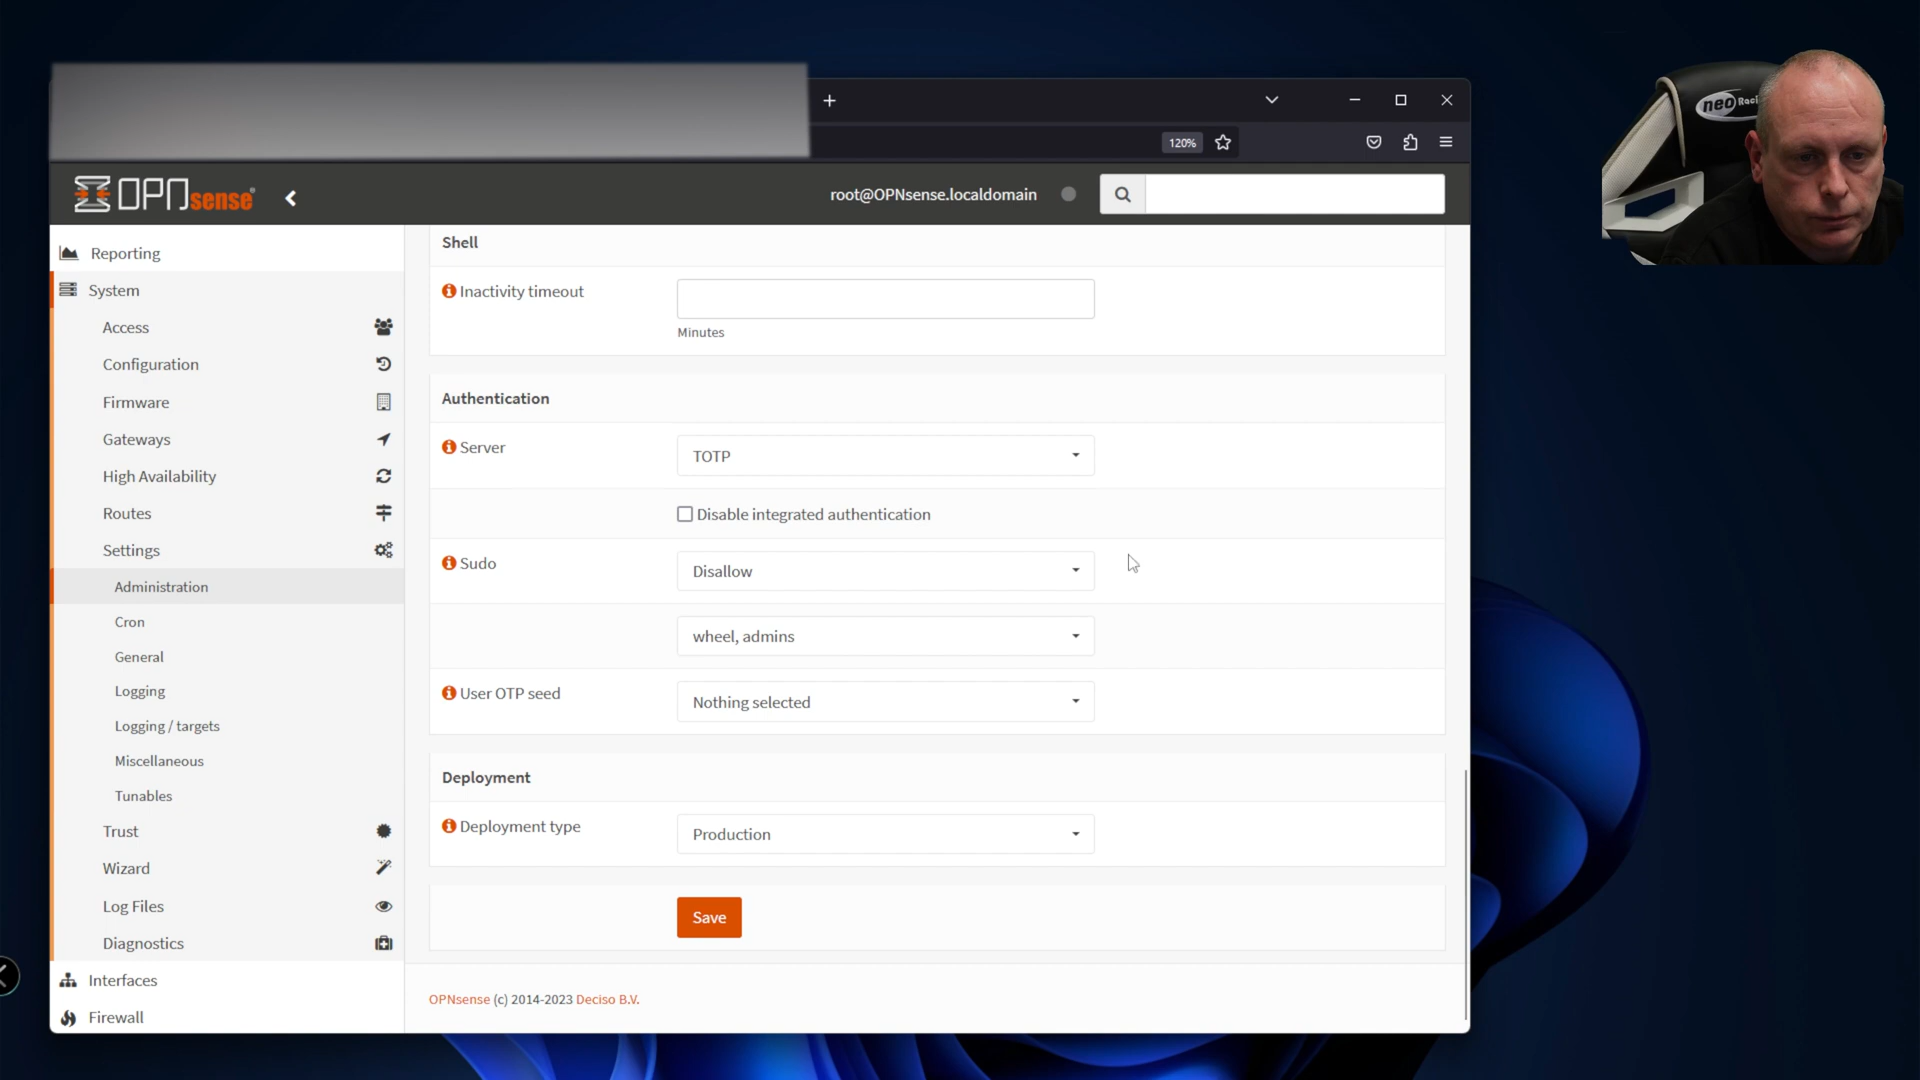 120%
OPNsense
root@OPNsense.localdomain
neo Raci
Reporting
System
Access
Configuration
Firmware
Gateways
High Availability
Routes
Settings
Administration
Cron
General
Logging
Logging / targets
Miscellaneous
Tunables
Trust
Wizard
Log Files
Diagnostics
Interfaces
Firewall
Shell
Inactivity timeout
Minutes
Authentication
Server
TOTP
Disable integrated authentication
Sudo
Disallow
wheel, admins
User OTP seed
Nothing selected
Deployment
Deployment type
Production
Save
OPNsense (c) 2014-2023 Deciso B.V.